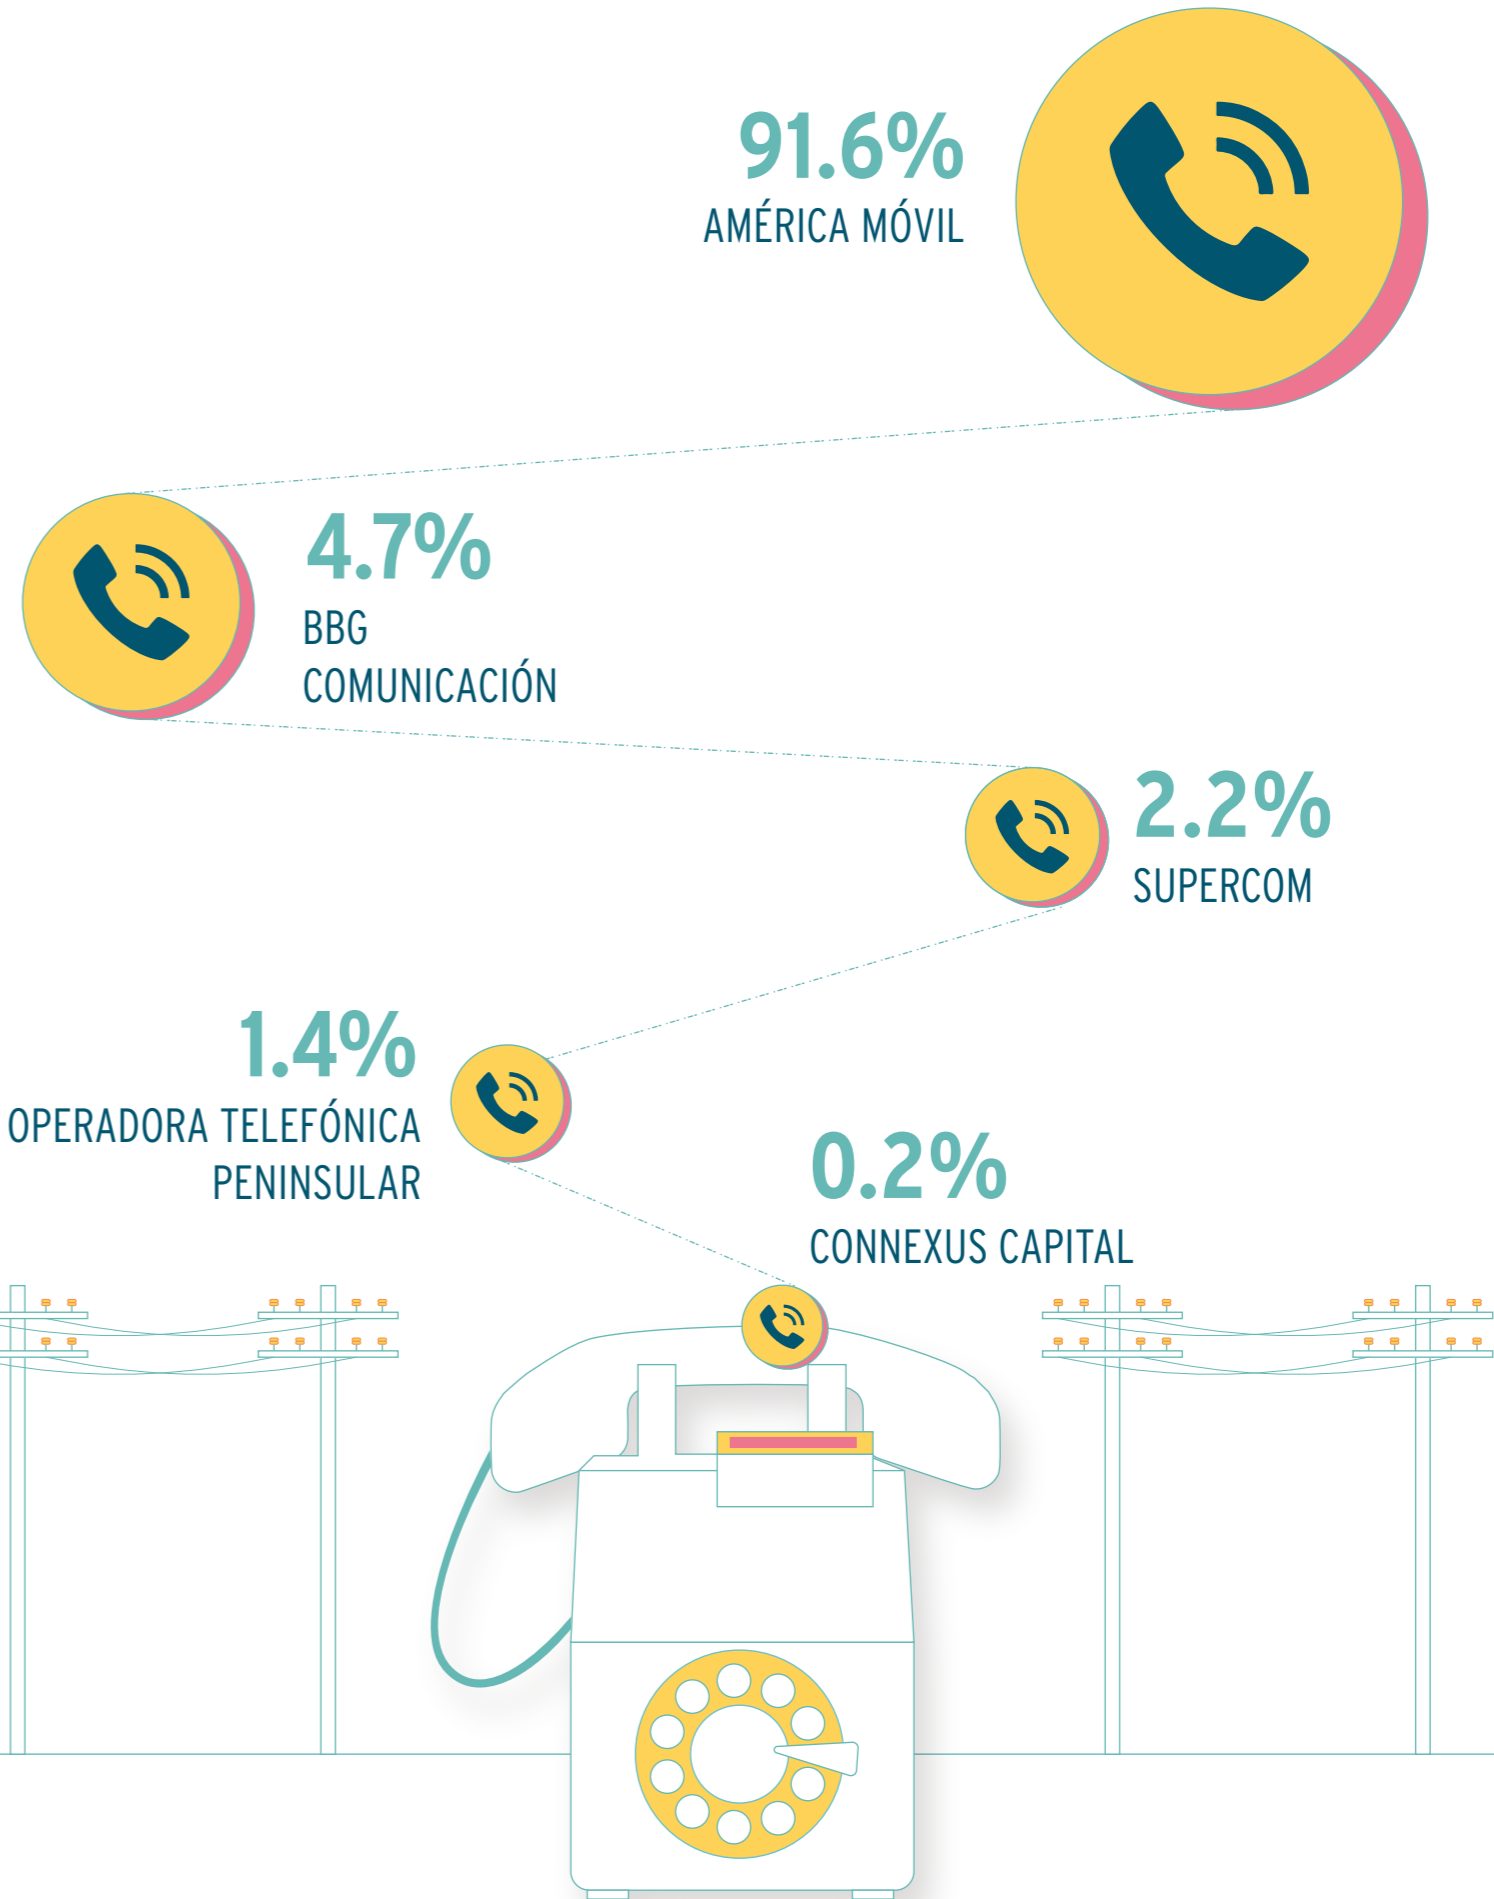 91.6%
AMÉRICA MÓVIL
4.7%
BBG
COMUNICACIÓN
2.2%
SUPERCOM
1.4%
OPERADORA TELEFÓNICA
PENINSULAR
0.2%
CONNEXUS CAPITAL